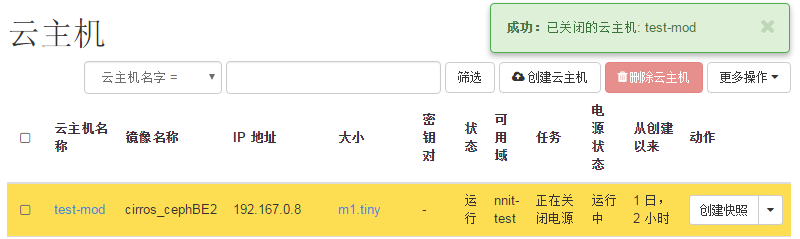 云主机
成功：已关闭的云主机: test-mod
云主机名字 = 筛选 创建云主机 删除云主机 更多操作
云主机名称 镜像名称 IP 地址 大小 密钥对 状态 可用域 任务 电源状态 从创建以来 动作
test-mod cirros_cephBE2 192.167.0.8 m1.tiny - 运行 nnit-test 正在关闭电源 运行中 1 日，2 小时 创建快照